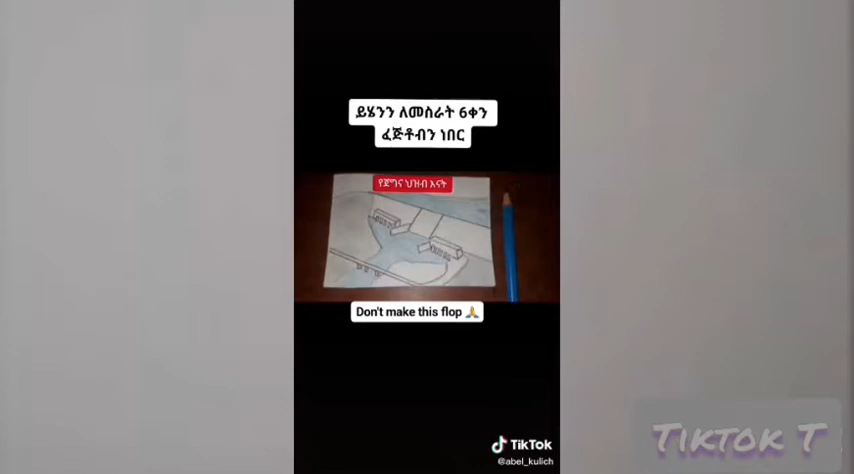 ይሄንን ለመስራት 6ቀን
ፈጅቶብን ነበር
የጀግና ህዝብ እናት
Don't make this flop 🙏
TikTok
@abel_kulich
TIKTOK T